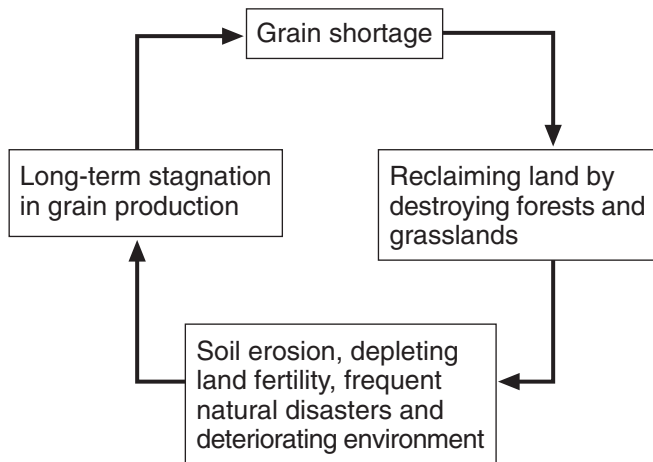 Grain shortage
Long-term stagnation
in grain production
Reclaiming land by
destroying forests and
grasslands
Soil erosion, depleting
land fertility, frequent
natural disasters and
deteriorating environment